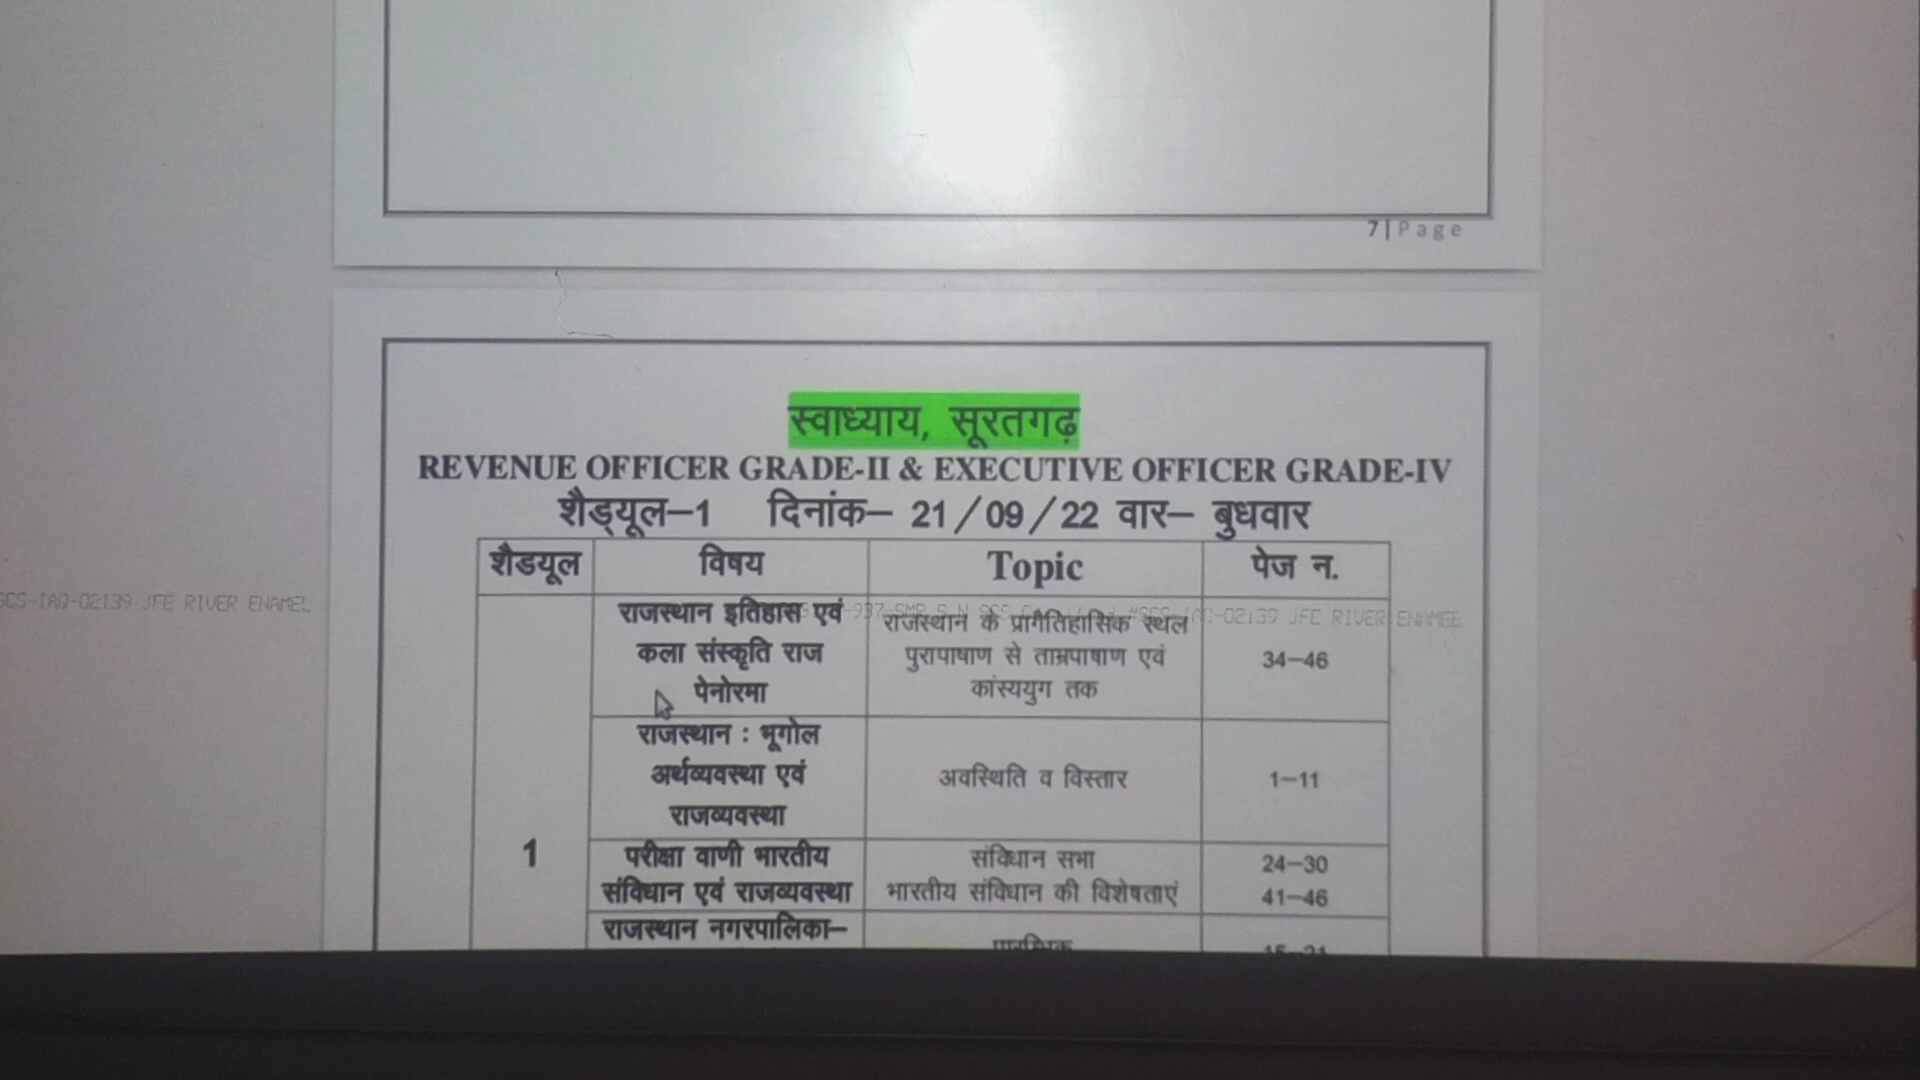 7|Page
स्वाध्याय, सूरतगढ़
REVENUE OFFICER GRADE-II & EXECUTIVE OFFICER GRADE-IV
शैड्यूल–1 दिनांक– 21/09/22 वार– बुधवार
शैडयूल विषय Topic पेज न.
SCS-IAQ-02139 JFE RIVER ENAMEL
1
राजस्थान इतिहास एवं
कला संस्कृति राज
पेनोरमा
राजस्थान के प्रागैतिहासिक स्थल
पुरापाषाण से ताम्रपाषाण एवं
कांस्ययुग तक
34–46
राजस्थान : भूगोल
अर्थव्यवस्था एवं
राजव्यवस्था
अवस्थिति व विस्तार
1–11
परीक्षा वाणी भारतीय
संविधान एवं राजव्यवस्था
संविधान सभा
भारतीय संविधान की विशेषताएं
24–30
41–46
राजस्थान नगरपालिका–